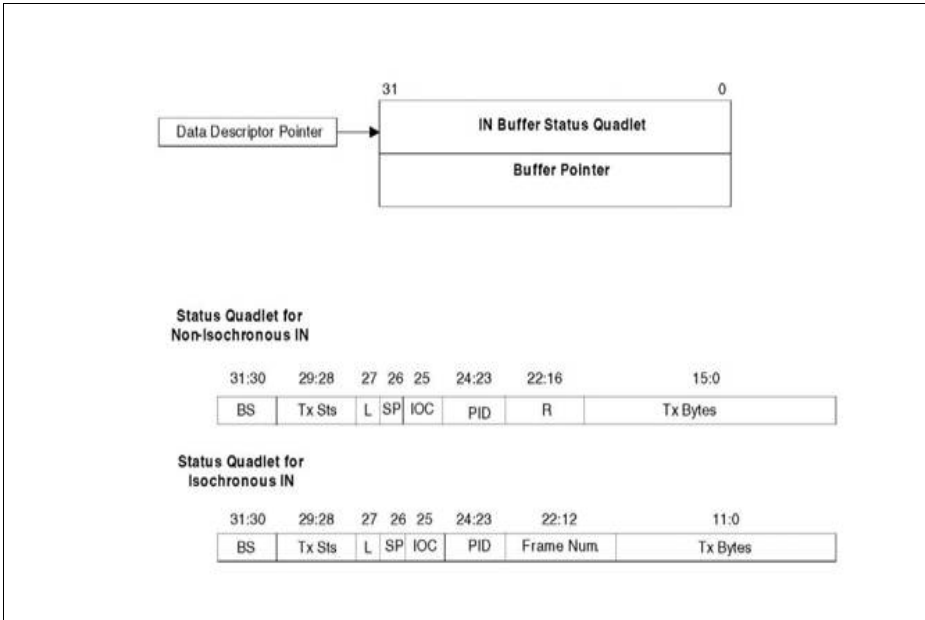 31 0
Data Descriptor Pointer IN Buffer Status Quadlet
Buffer Pointer
Status Quadlet for
Non-Isochronous IN
31:30 29:28 27 26 25 24:23 22:16 15:0
BS Tx Sts L SP IOC PID R Tx Bytes
Status Quadlet for
Isochronous IN
31:30 29:28 27 26 25 24:23 22:12 11:0
BS Tx Sts L SP IOC PID Frame Num. Tx Bytes